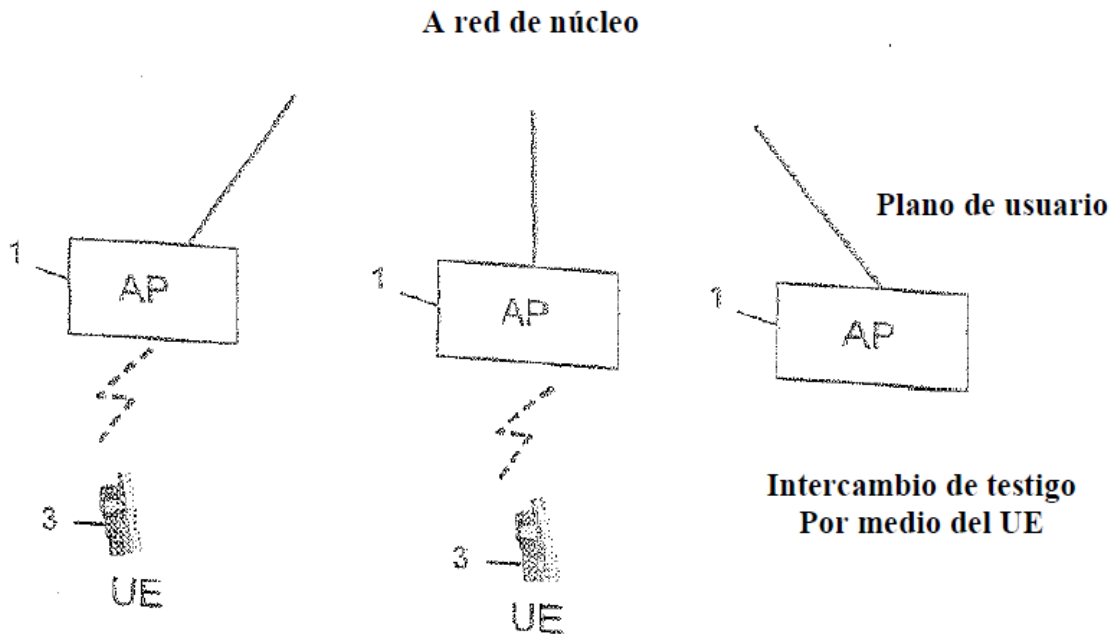 A red de núcleo
Plano de usuario
1
AP
1
AP
1
AP
Intercambio de testigo
Por medio del UE
3
UE
3
UE